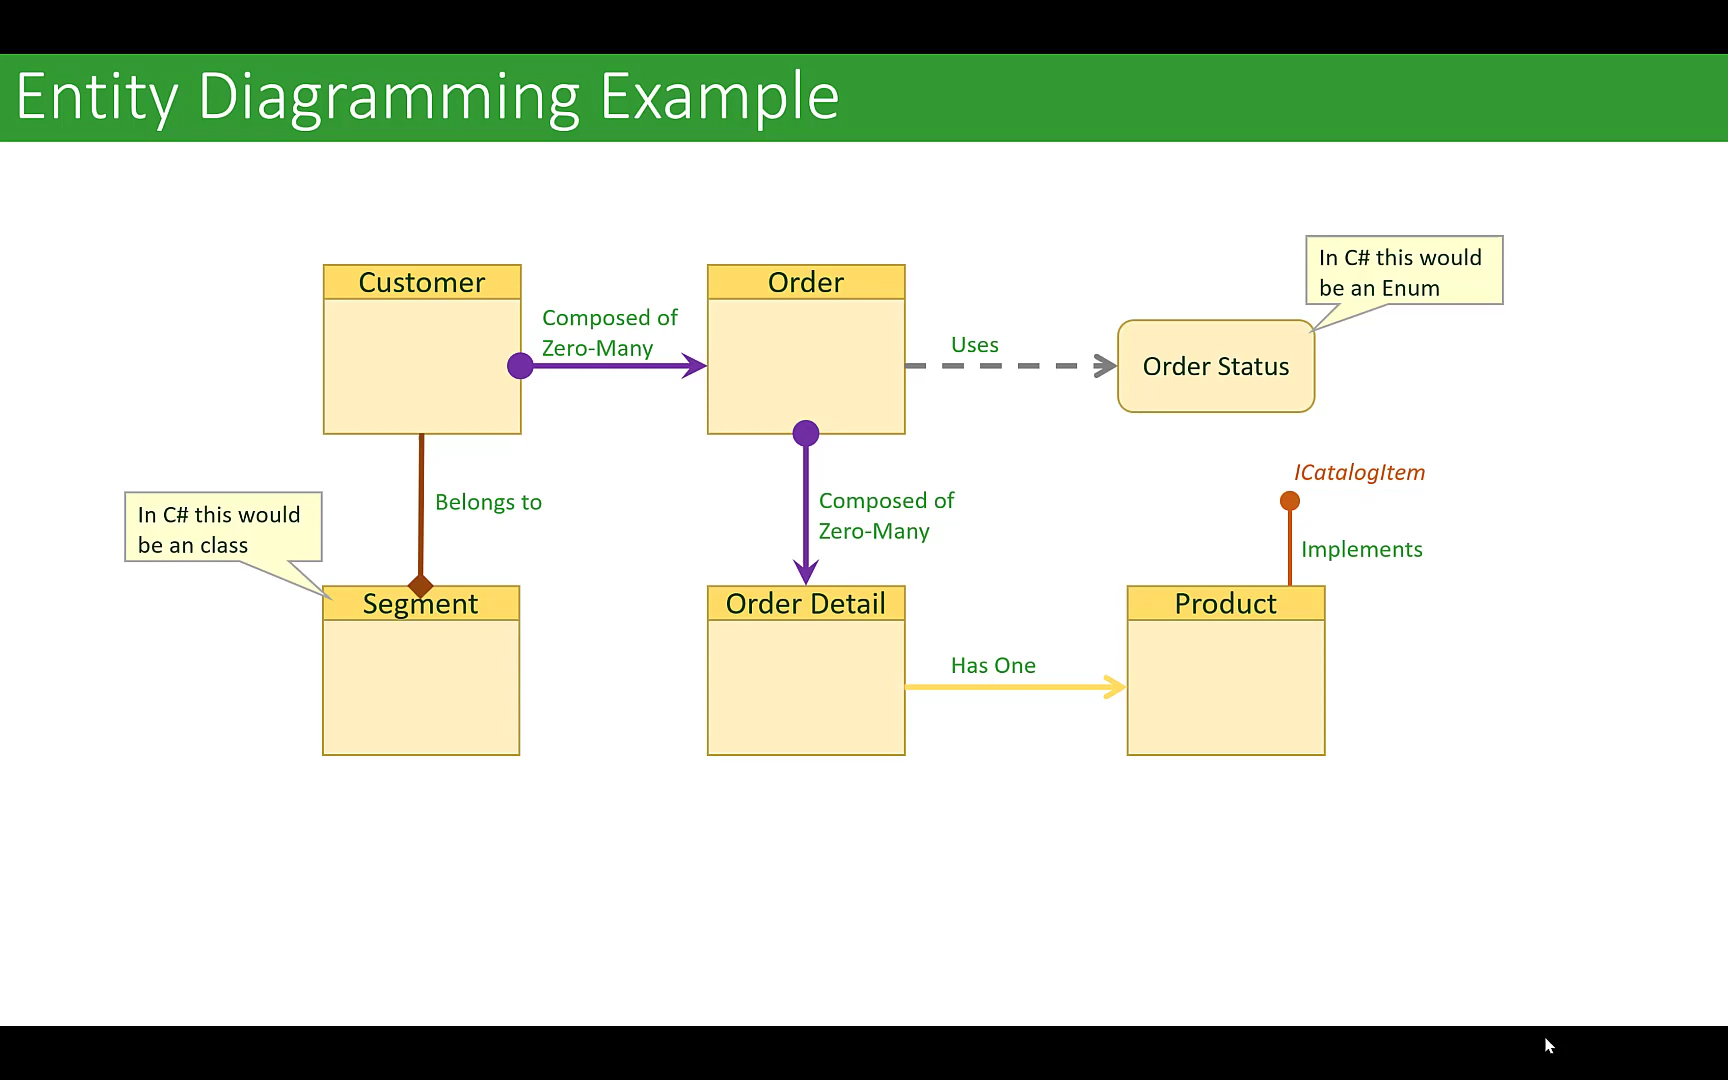 Entity Diagramming Example
In C# this would
be an Enum
Customer
Order
Composed of
Zero-Many
Uses
Order Status
ICatalogItem
Belongs to
In C# this would
be an class
Composed of
Zero-Many
Implements
Segment
Order Detail
Product
Has One